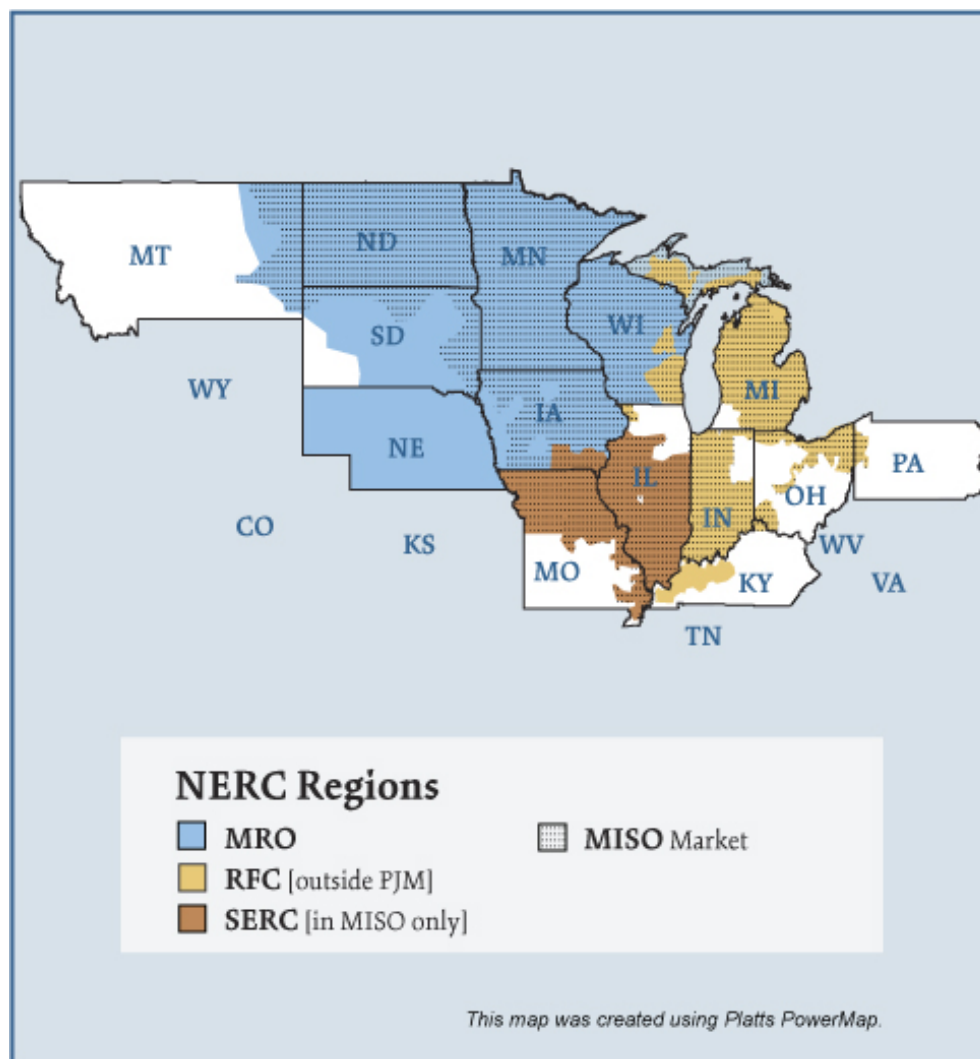 MT
ND
MN
SD
WI
WY
IA
MI
NE
IL
PA
OH
IN
CO
KS
WV
MO
KY
VA
TN
NERC Regions
MRO
MISO Market
RFC [outside PJM]
SERC [in MISO only]
This map was created using Platts PowerMap.